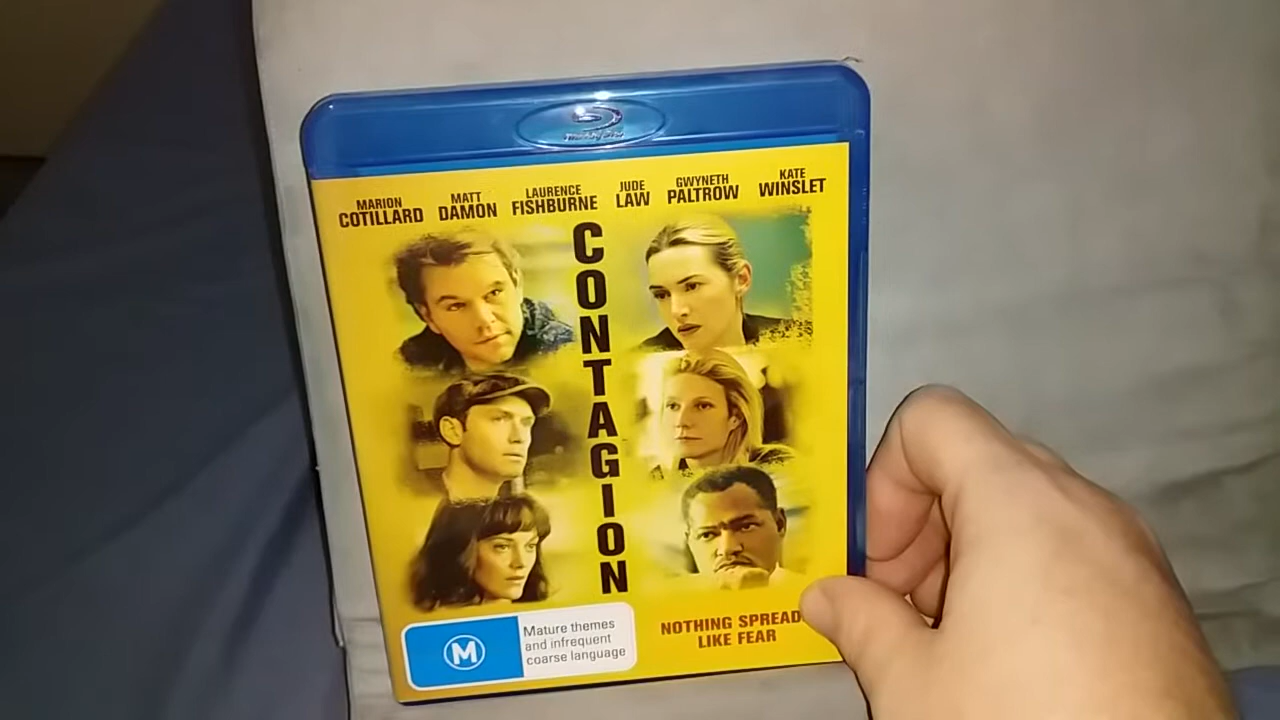 MARION
COTILLARD
MATT
DAMON
LAURENCE
FISHBURNE
JUDE
LAW
GWYNETH
PALTROW
KATE
WINSLET
CONTAGION
M
Mature themes
and infrequent
coarse language
NOTHING SPREAD
LIKE FEAR